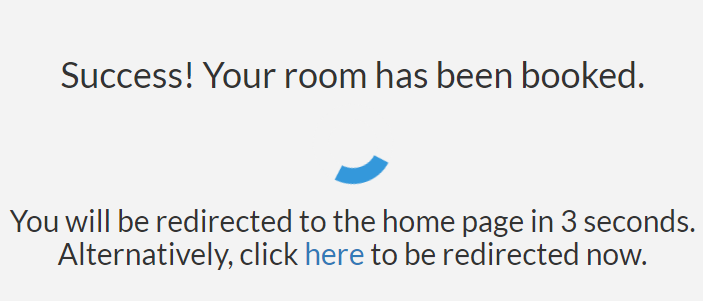 Success! Your room has been booked.
You will be redirected to the home page in 3 seconds.
Alternatively, click here to be redirected now.